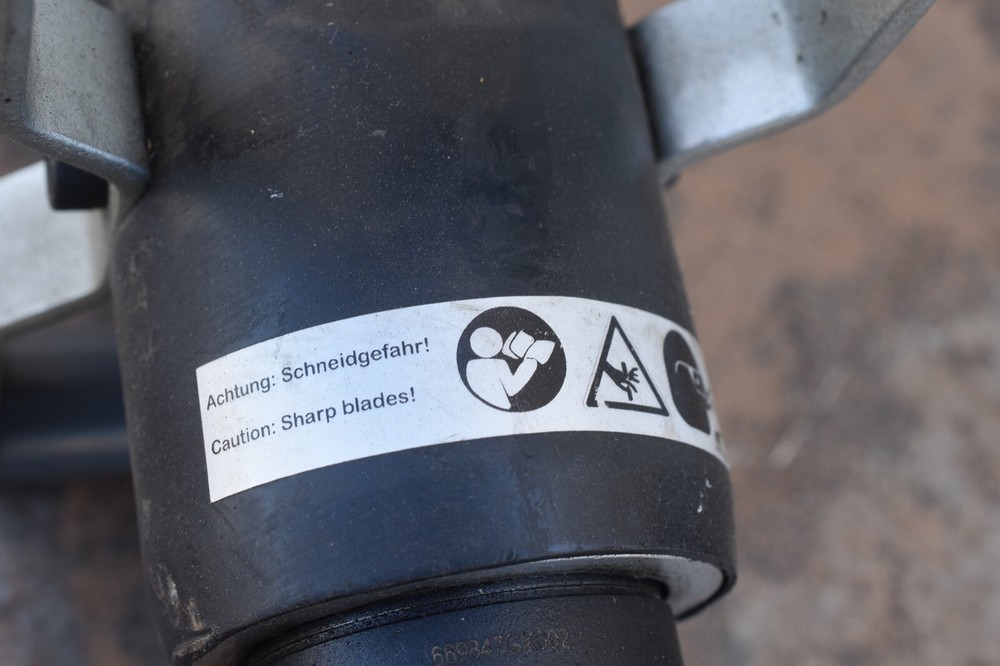 Achtung: Schneidgefahr!
Caution: Sharp blades!